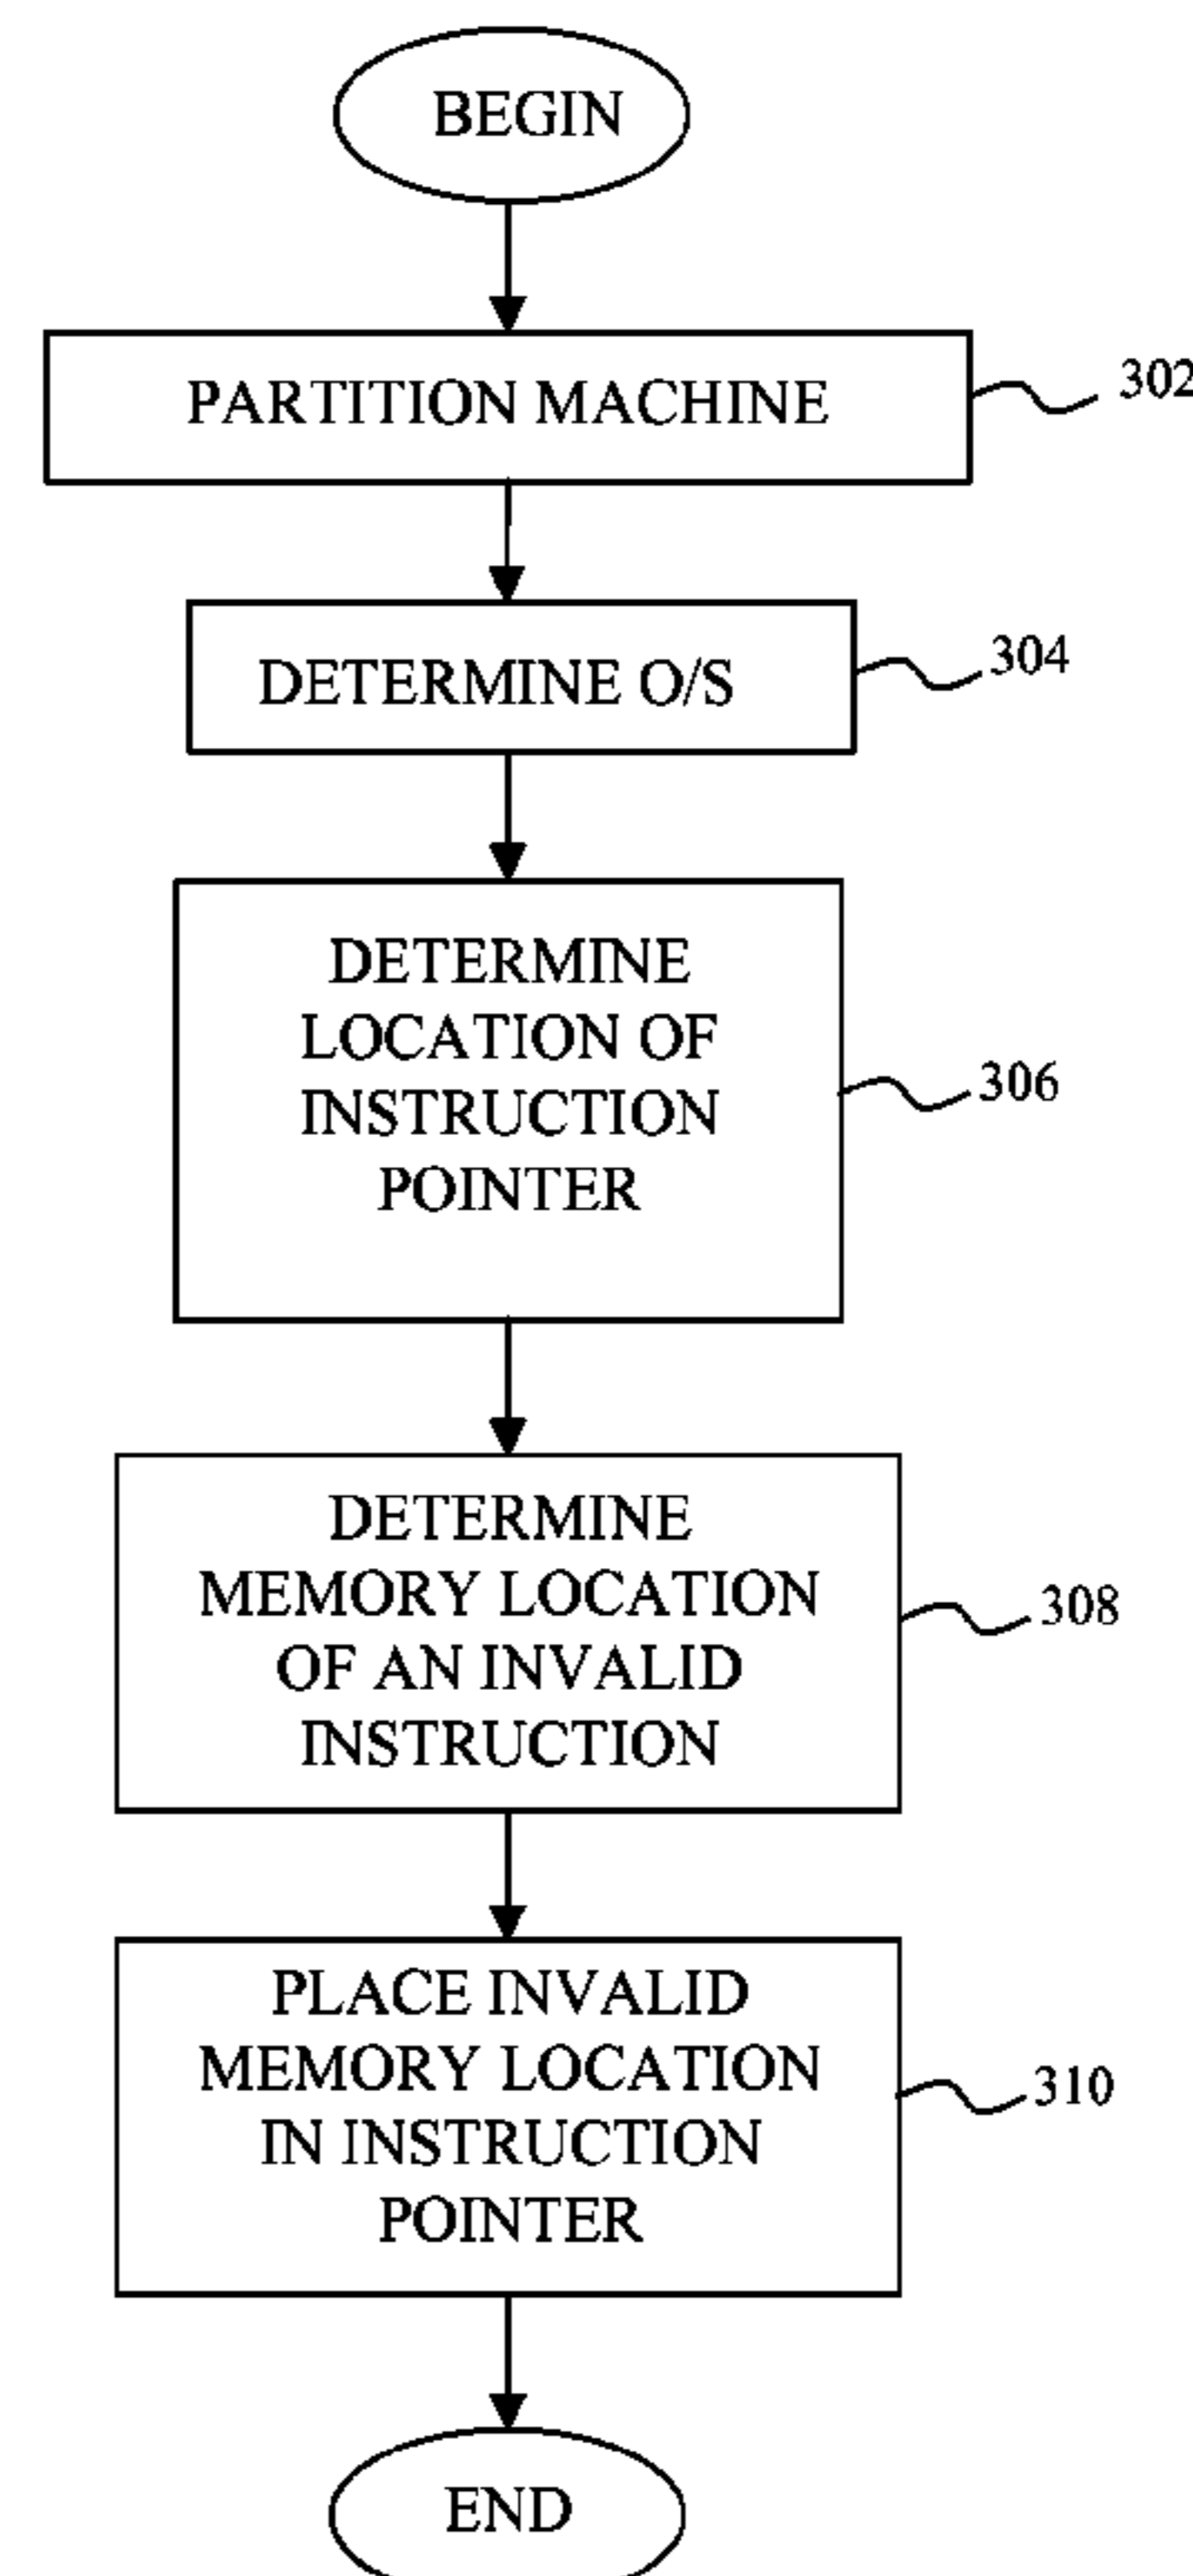 BEGIN
PARTITION MACHINE
302
DETERMINE O/S
304
DETERMINE
LOCATION OF
INSTRUCTION
POINTER
306
DETERMINE
MEMORY LOCATION
OF AN INVALID
INSTRUCTION
308
PLACE INVALID
MEMORY LOCATION
IN INSTRUCTION
POINTER
310
END